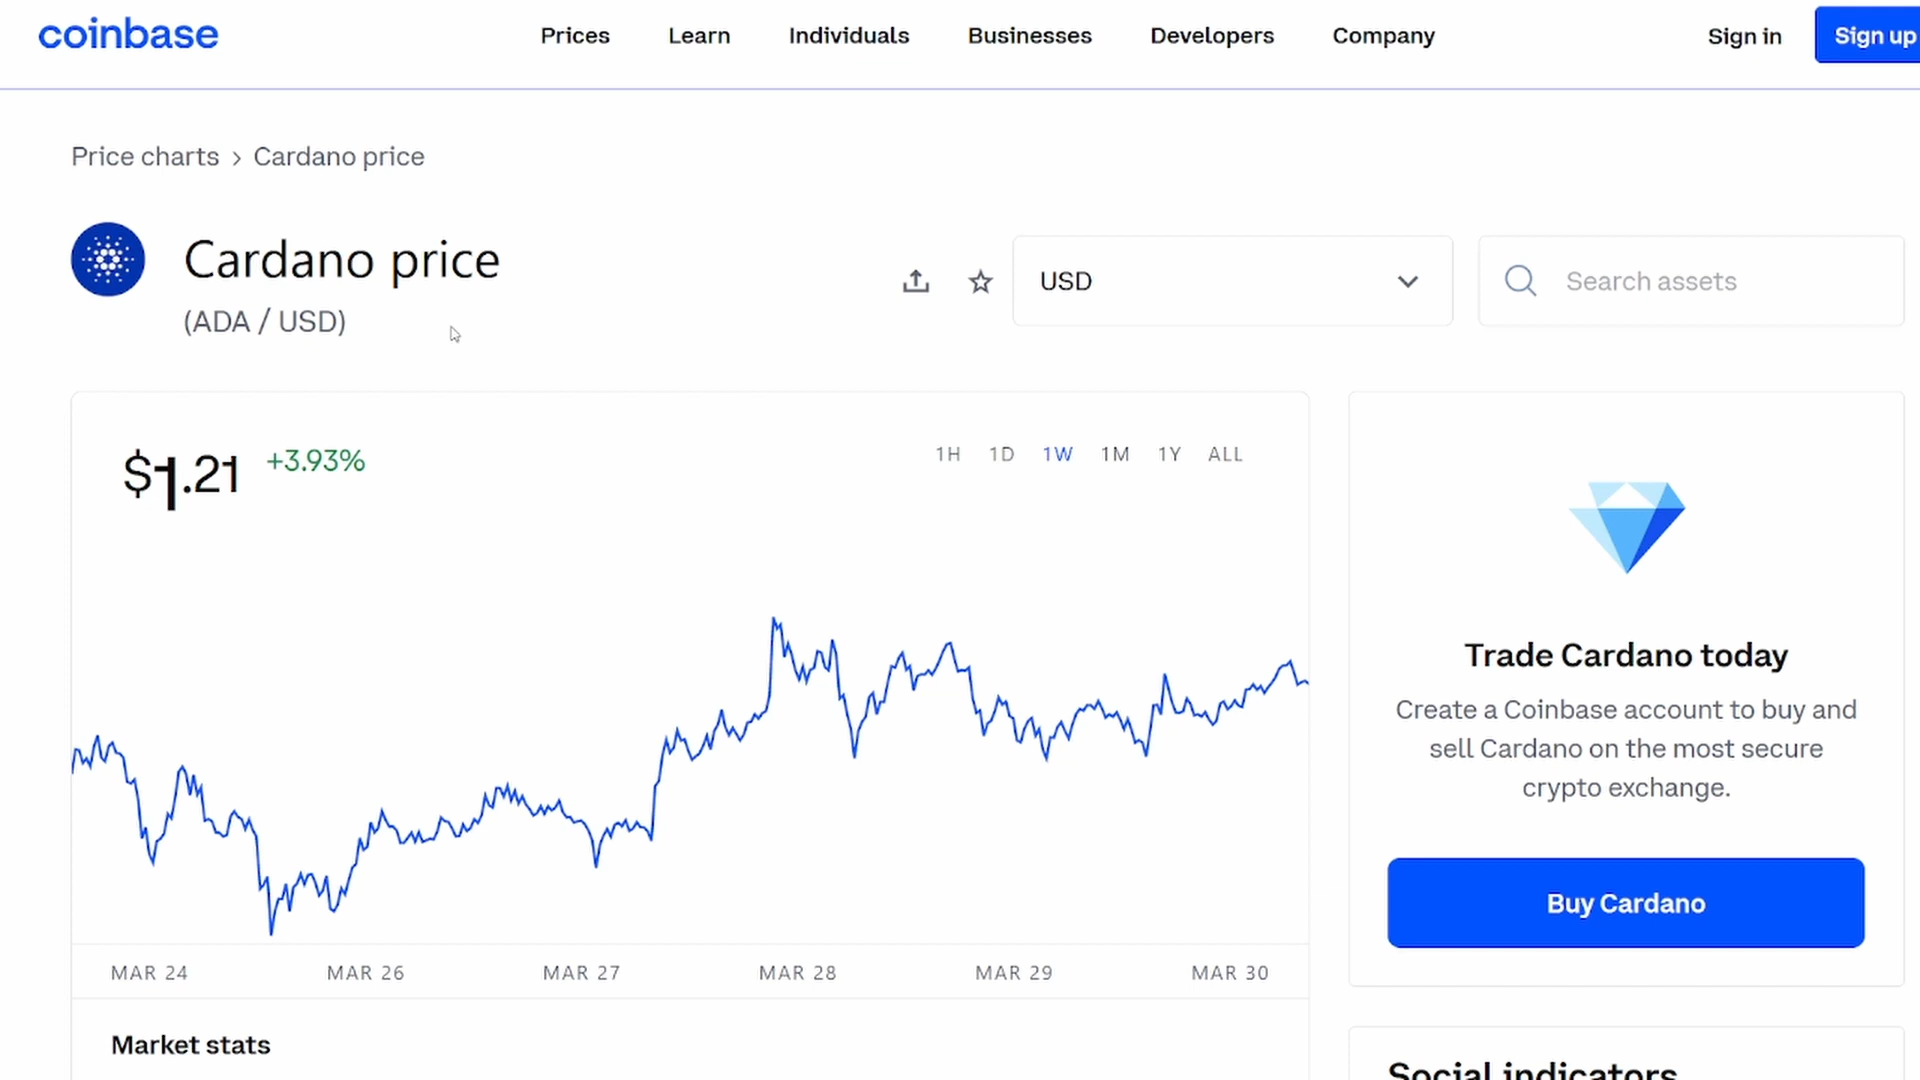 coinbase
Prices Learn Individuals Businesses Developers Company
Sign in Sign up
Price charts > Cardano price
Cardano price
(ADA / USD)
USD
Search assets
$1.21 +3.93%
1H 1D 1W 1M 1Y ALL
Trade Cardano today
Create a Coinbase account to buy and
sell Cardano on the most secure
crypto exchange.
Buy Cardano
MAR 24 MAR 26 MAR 27 MAR 28 MAR 29 MAR 30
Market stats
Social indicators